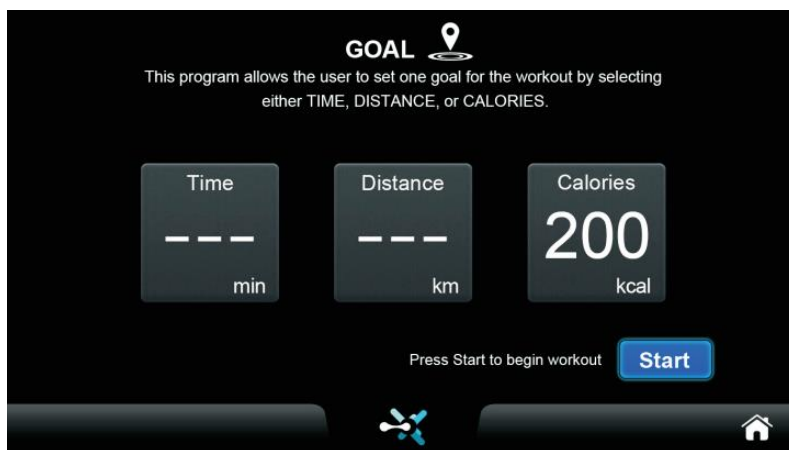 GOAL
This program allows the user to set one goal for the workout by selecting
either TIME, DISTANCE, or CALORIES.
Time
---
min
Distance
---
km
Calories
200
kcal
Press Start to begin workout
Start